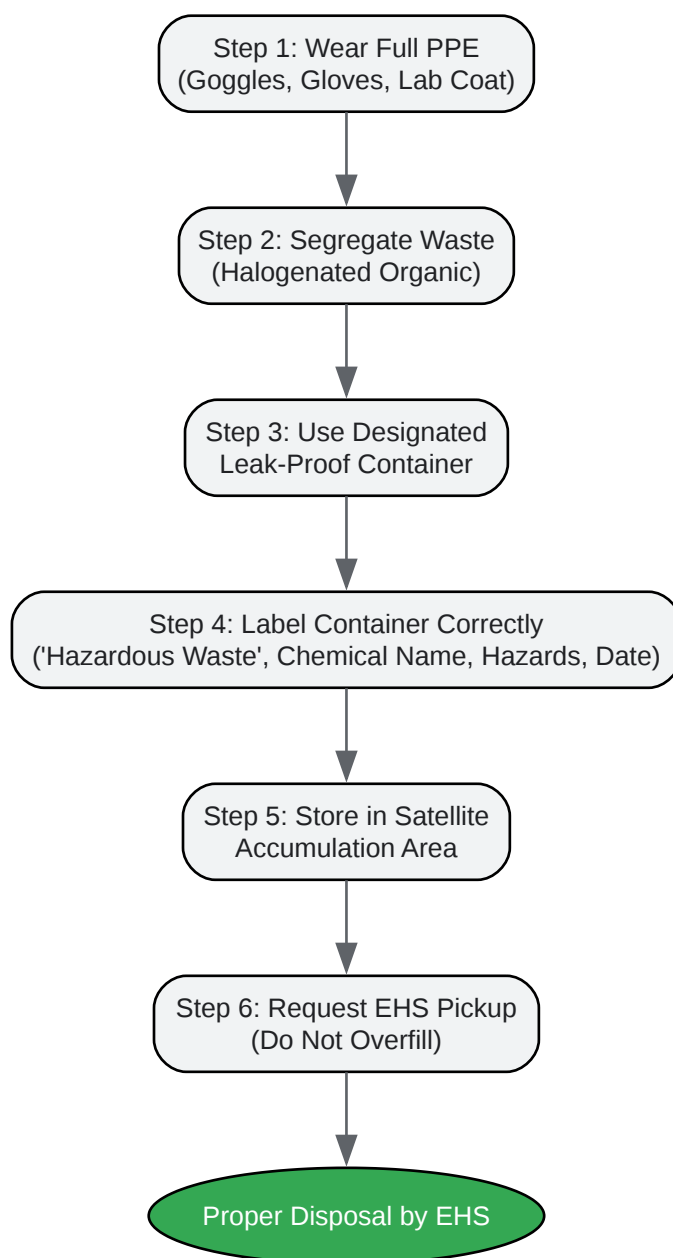 Step 1: Wear Full PPE
(Goggles, Gloves, Lab Coat)
Step 2: Segregate Waste
(Halogenated Organic)
Step 3: Use Designated
Leak-Proof Container
Step 4: Label Container Correctly
('Hazardous Waste', Chemical Name, Hazards, Date)
Step 5: Store in Satellite
Accumulation Area
Step 6: Request EHS Pickup
(Do Not Overfill)
Proper Disposal by EHS